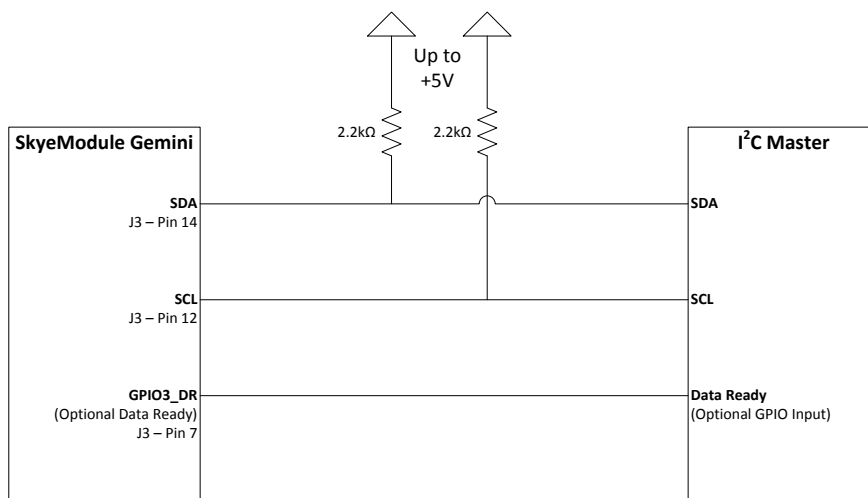 Up to
+5V
2.2kΩ
2.2kΩ
SkyeModule Gemini
I²C Master
SDA
J3 – Pin 14
SDA
SCL
J3 – Pin 12
SCL
GPIO3_DR
(Optional Data Ready)
J3 – Pin 7
Data Ready
(Optional GPIO Input)